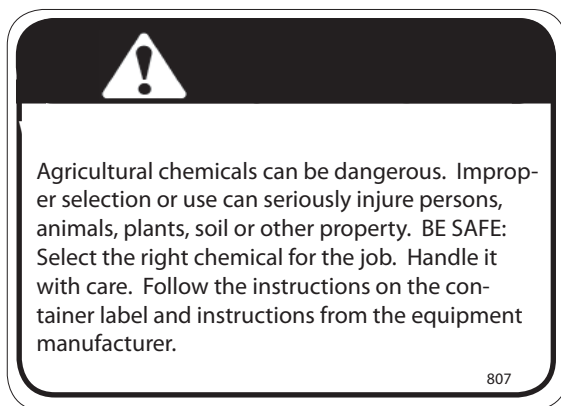 Agricultural chemicals can be dangerous.  Improp-
er selection or use can seriously injure persons,
animals, plants, soil or other property.  BE SAFE:
Select the right chemical for the job.  Handle it
with care.  Follow the instructions on the con-
tainer label and instructions from the equipment
manufacturer.
807